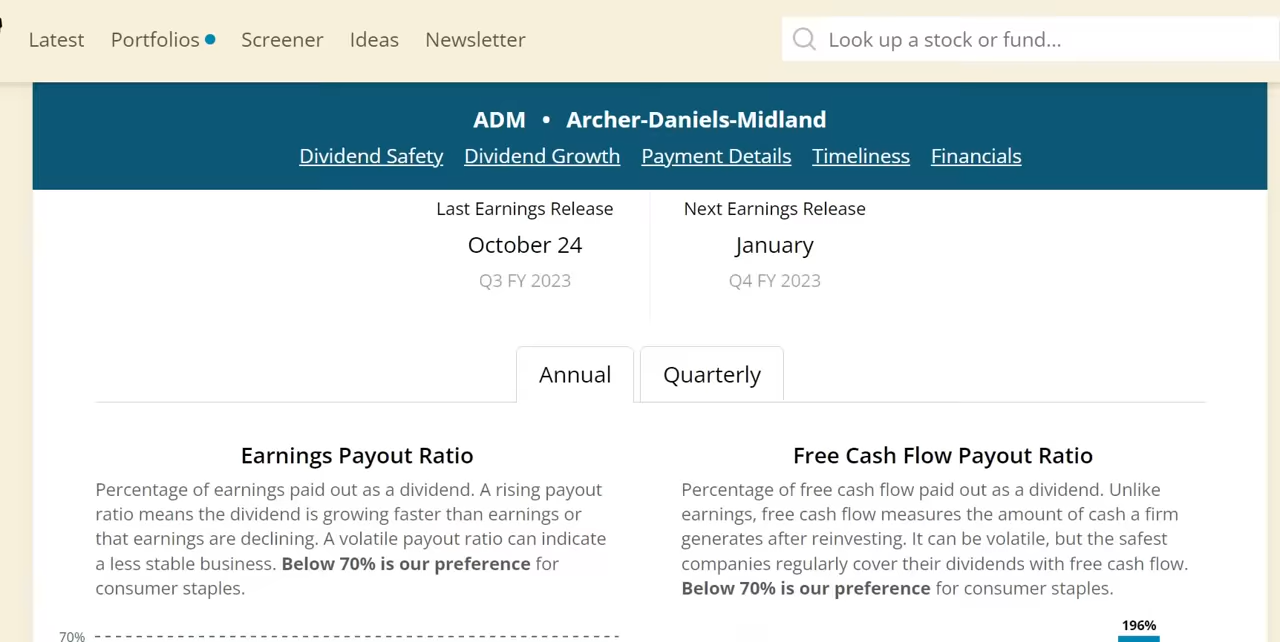 Latest Portfolios Screener Ideas Newsletter Look up a stock or fund...
ADM • Archer-Daniels-Midland
Dividend Safety Dividend Growth Payment Details Timeliness Financials
Last Earnings Release
October 24
Q3 FY 2023
Next Earnings Release
January
Q4 FY 2023
Annual Quarterly
Earnings Payout Ratio
Percentage of earnings paid out as a dividend. A rising payout
ratio means the dividend is growing faster than earnings or
that earnings are declining. A volatile payout ratio can indicate
a less stable business. Below 70% is our preference for
consumer staples.
70%
Free Cash Flow Payout Ratio
Percentage of free cash flow paid out as a dividend. Unlike
earnings, free cash flow measures the amount of cash a firm
generates after reinvesting. It can be volatile, but the safest
companies regularly cover their dividends with free cash flow.
Below 70% is our preference for consumer staples.
196%